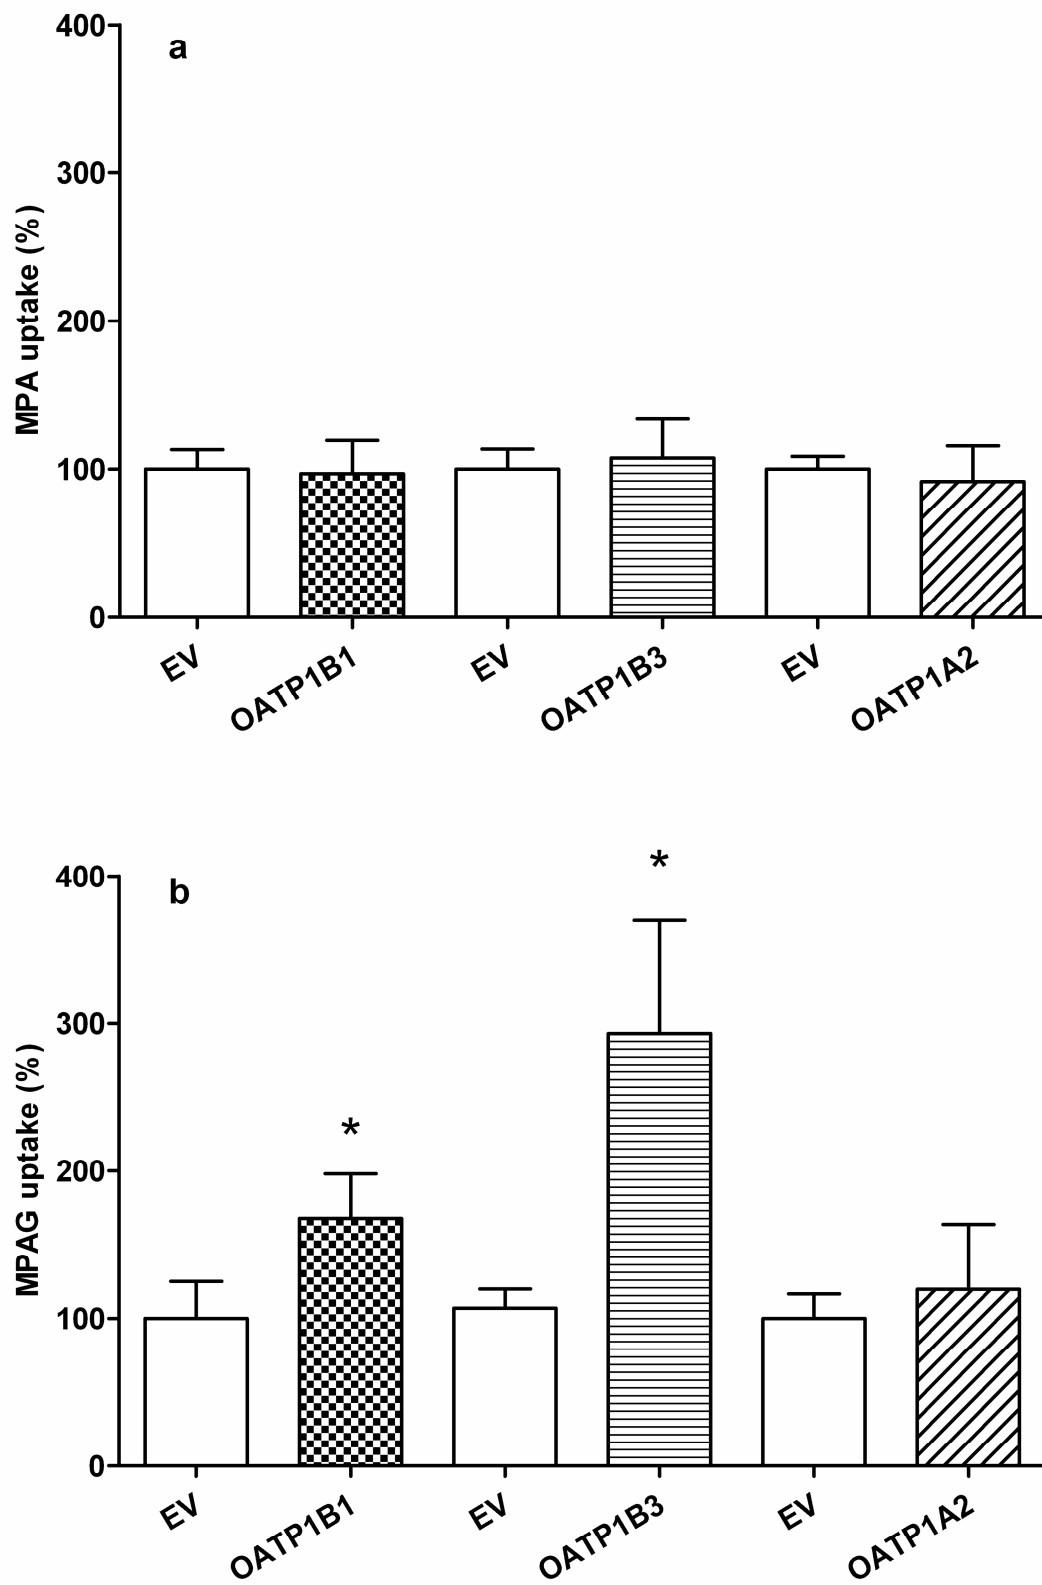 a
MPA uptake (%)
400
300
200
100
0
EV
OATP1B1
EV
OATP1B3
EV
OATP1A2
b
MPAG uptake (%)
400
300
200
100
0
*
*
EV
OATP1B1
EV
OATP1B3
EV
OATP1A2